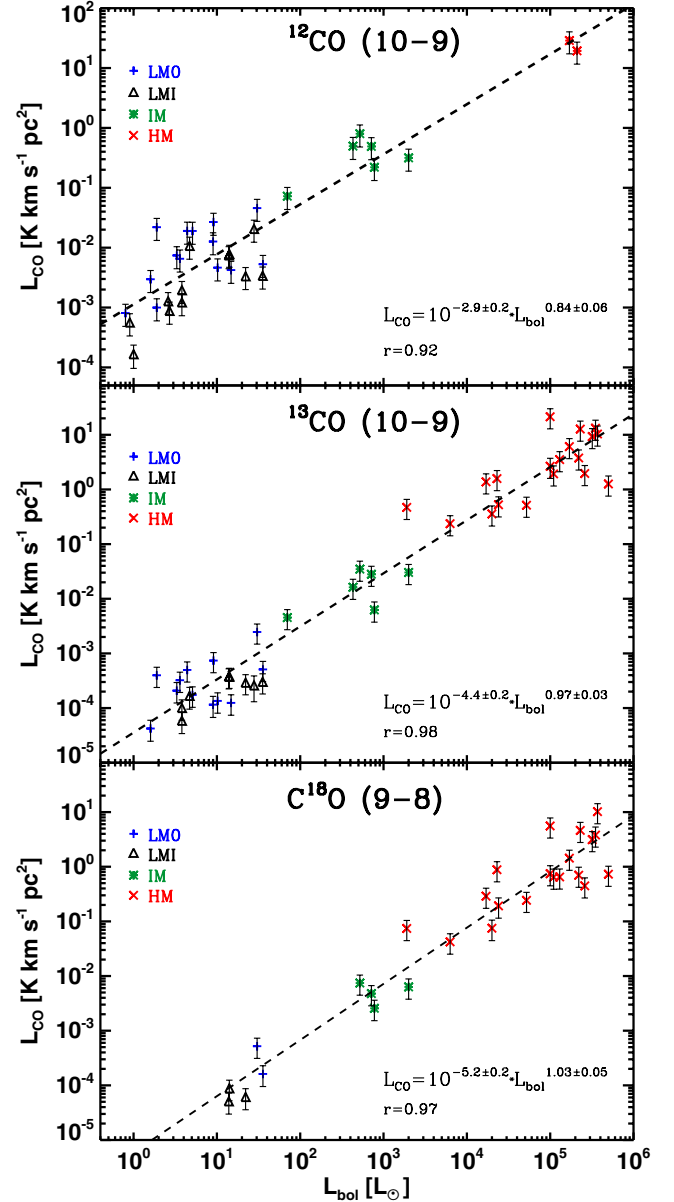 ¹²CO (10−9)
LMO
LMI
IM
HM
10²
10¹
10⁰
10⁻¹
10⁻²
10⁻³
10⁻⁴
L_CO [K km s⁻¹ pc²]
L_CO=10^−2.9±0.2*L_bol^0.84±0.06
r=0.92
¹³CO (10−9)
LMO
LMI
IM
HM
10¹
10⁰
10⁻¹
10⁻²
10⁻³
10⁻⁴
10⁻⁵
L_CO [K km s⁻¹ pc²]
L_CO=10^−4.4±0.2*L_bol^0.97±0.03
r=0.98
C¹⁸O (9−8)
LMO
LMI
IM
HM
10¹
10⁰
10⁻¹
10⁻²
10⁻³
10⁻⁴
10⁻⁵
L_CO [K km s⁻¹ pc²]
L_CO=10^−5.2±0.2*L_bol^1.03±0.05
r=0.97
10⁰ 10¹ 10² 10³ 10⁴ 10⁵ 10⁶
L_bol [L_☉]